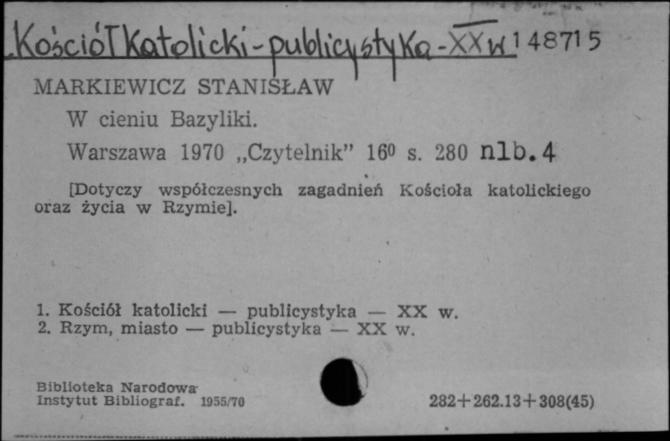 Kościół Katolicki - publicystyka - XX w 148715
MARKIEWICZ STANISŁAW
W cieniu Bazyliki.
Warszawa 1970 „Czytelnik” 16⁰ s. 280 nlb. 4
[Dotyczy współczesnych zagadnień Kościoła katolickiego
oraz życia w Rzymie].
1. Kościół katolicki — publicystyka — XX w.
2. Rzym, miasto — publicystyka — XX w.
Biblioteka Narodowa
Instytut Bibliograf. 1955/70 282+262.13+308(45)